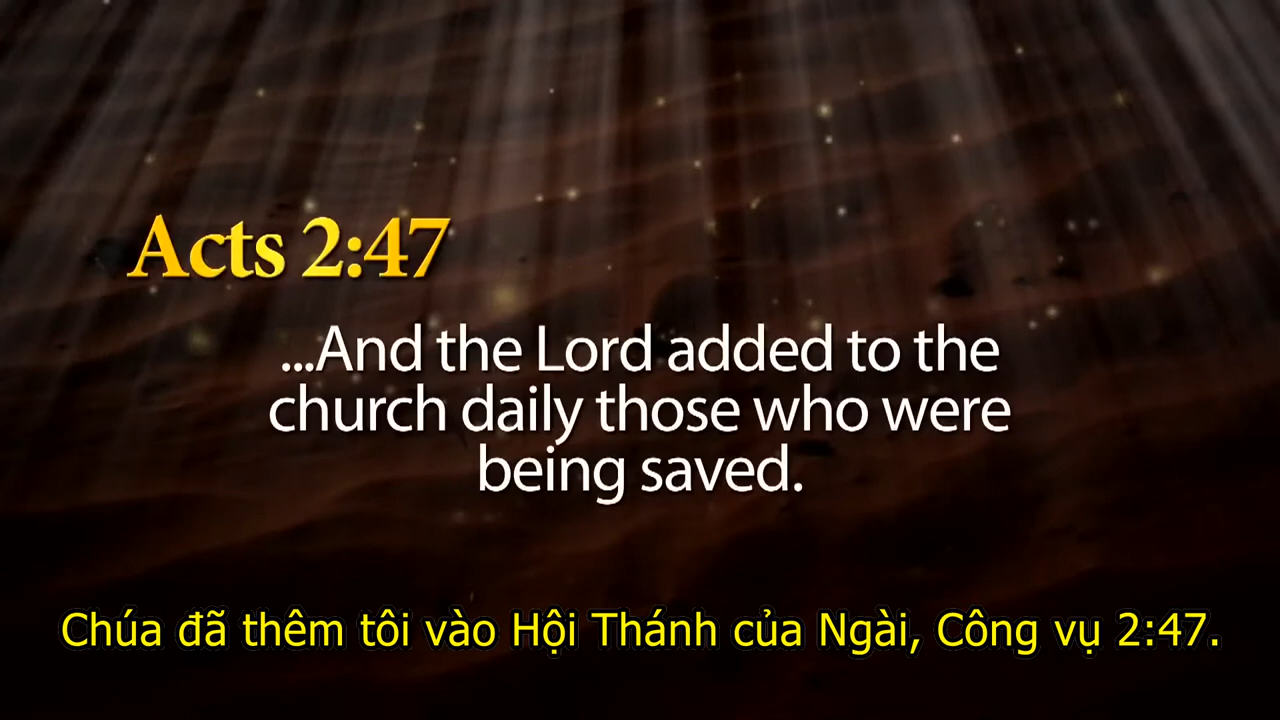 Acts 2:47
...And the Lord added to the
church daily those who were
being saved.
Chúa đã thêm tôi vào Hội Thánh của Ngài, Công vụ 2:47.